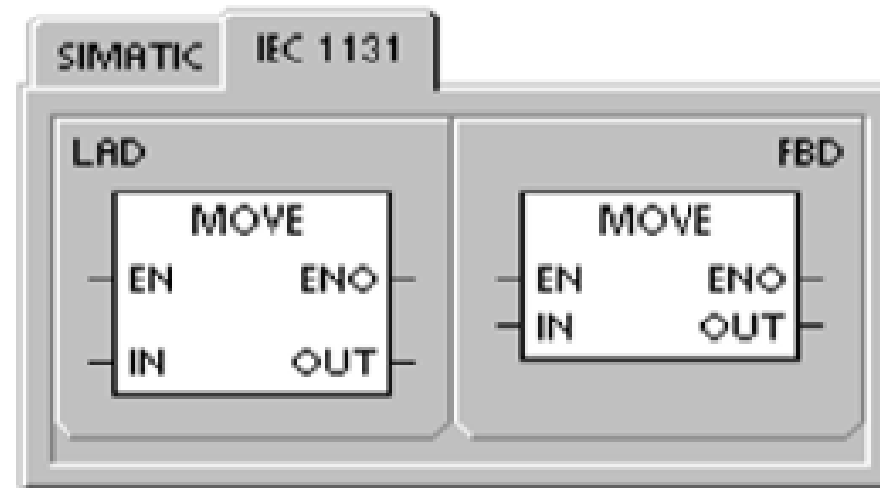 SIMATIC IEC 1131
LAD
MOVE
EN ENO
IN OUT
FBD
MOVE
EN ENO
IN OUT